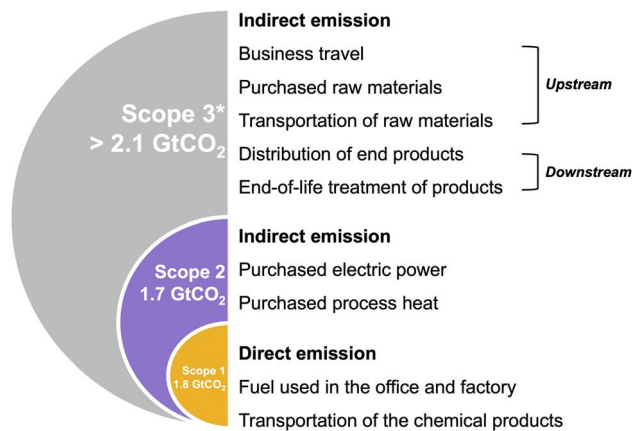 Indirect emission
Business travel
Purchased raw materials
Upstream
Scope 3*
> 2.1 GtCO₂
Transportation of raw materials
Distribution of end products
Downstream
End-of-life treatment of products
Indirect emission
Scope 2
1.7 GtCO₂
Purchased electric power
Purchased process heat
Direct emission
Scope 1
1.8 GtCO₂
Fuel used in the office and factory
Transportation of the chemical products